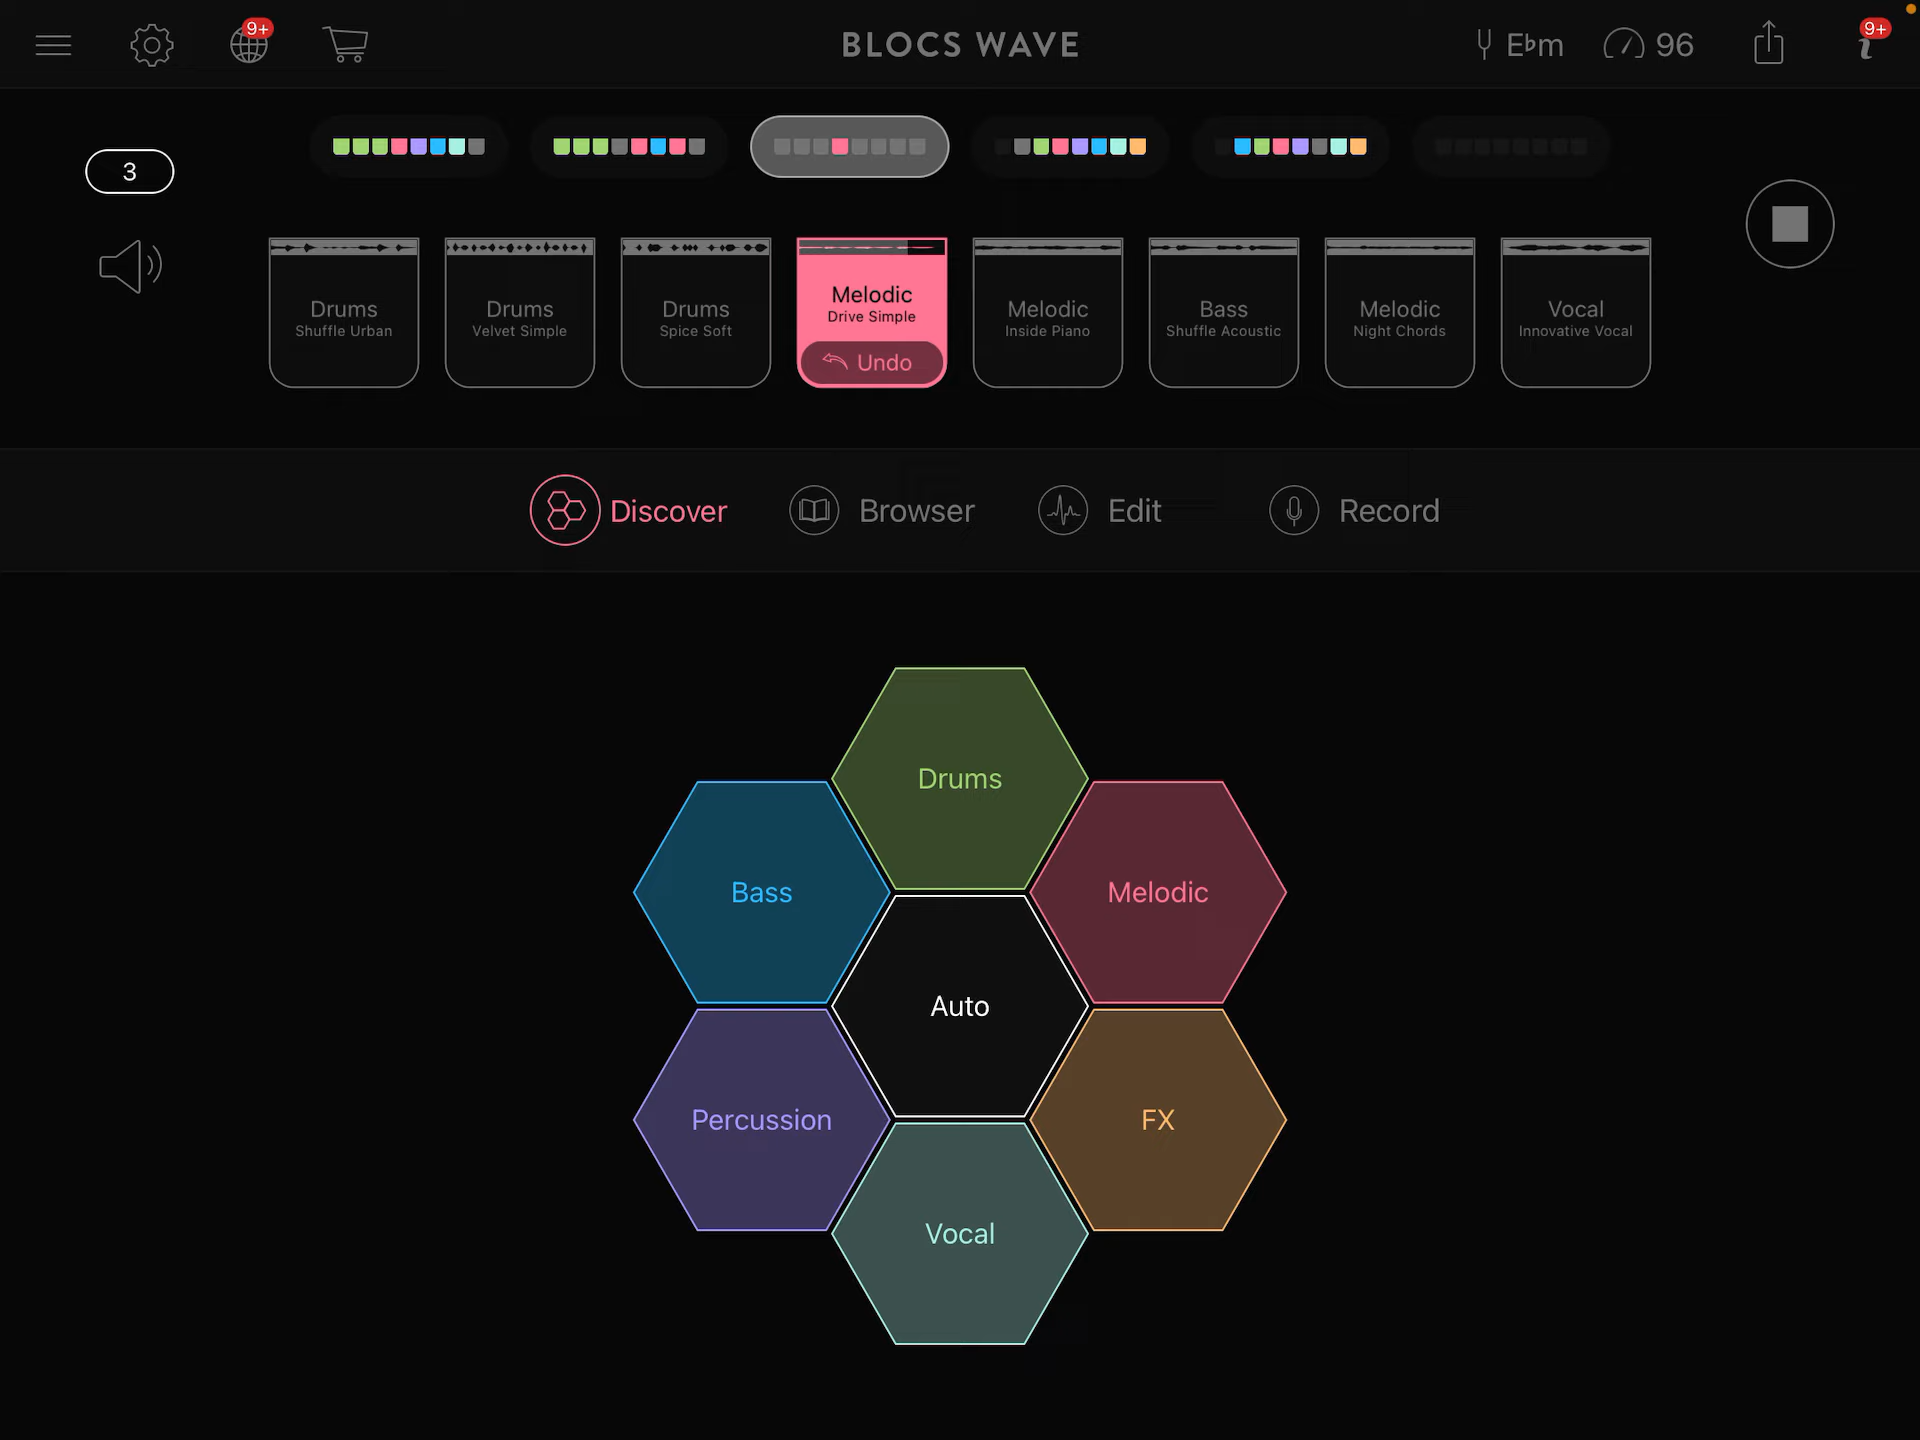 9+
BLOCS WAVE
E♭m
96
9+
3
Drums
Shuffle Urban
Drums
Velvet Simple
Drums
Spice Soft
Melodic
Drive Simple
Undo
Melodic
Inside Piano
Bass
Shuffle Acoustic
Melodic
Night Chords
Vocal
Innovative Vocal
Discover
Browser
Edit
Record
Drums
Bass
Melodic
Auto
Percussion
FX
Vocal